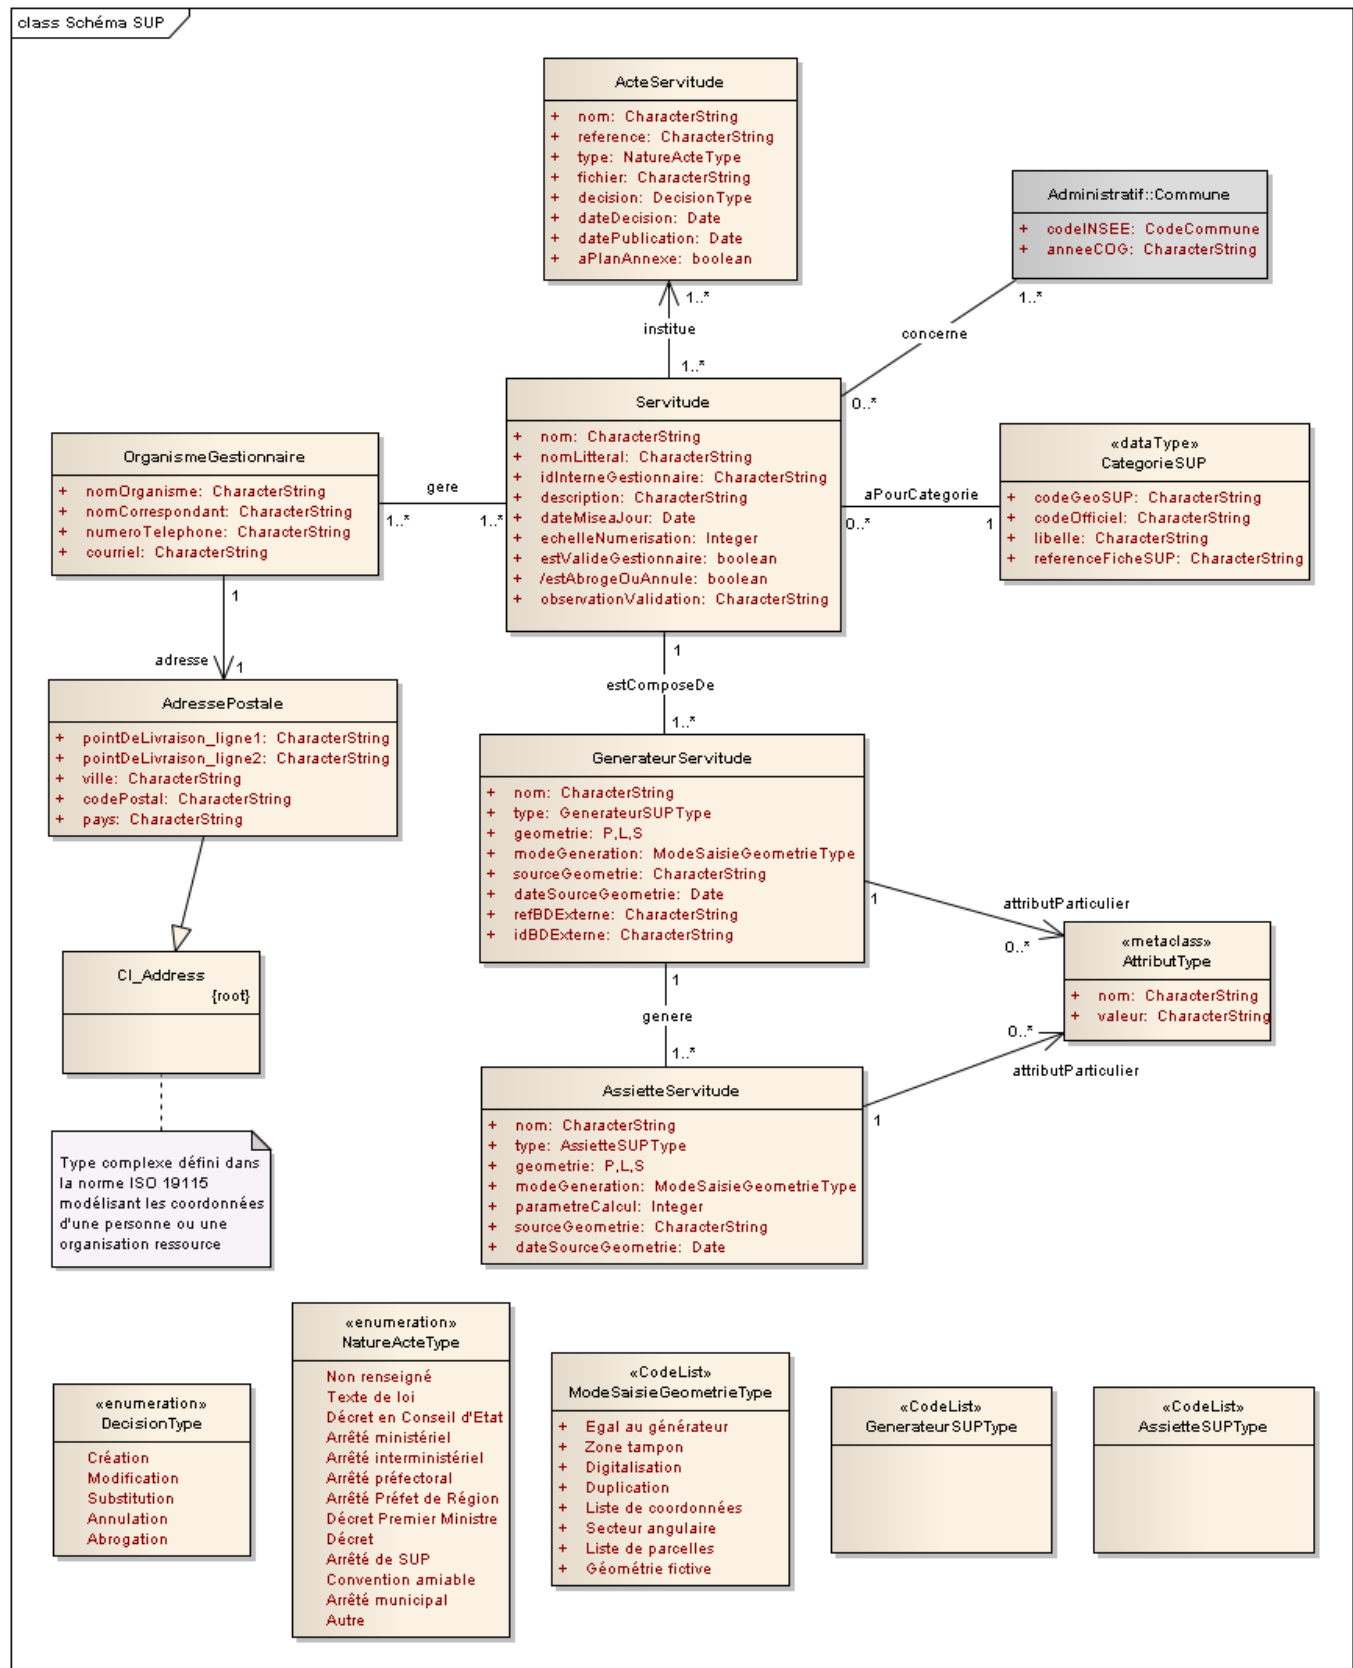 class Schéma SUP
ActeServitude
+ nom: CharacterString
+ reference: CharacterString
+ type: NatureActeType
+ fichier: CharacterString
+ decision: DecisionType
+ dateDecision: Date
+ datePublication: Date
+ aPlanAnnexe: boolean
1..*
institue
1..*
Administratif::Commune
+ codeINSEE: CodeCommune
+ anneeCOG: CharacterString
1..*
concerne
0..*
Servitude
+ nom: CharacterString
+ nomLitteral: CharacterString
+ idInterneGestionnaire: CharacterString
+ description: CharacterString
+ dateMiseaJour: Date
+ echelleNumerisation: Integer
+ estValideGestionnaire: boolean
+ /estAbrogeOuAnnule: boolean
+ observationValidation: CharacterString
OrganismeGestionnaire
+ nomOrganisme: CharacterString
+ nomCorrespondant: CharacterString
+ numeroTelephone: CharacterString
+ courriel: CharacterString
gere
1..*
1..*
aPourCategorie
0..*
1
«dataType»
CategorieSUP
+ codeGeoSUP: CharacterString
+ codeOfficiel: CharacterString
+ libelle: CharacterString
+ referenceFicheSUP: CharacterString
1
adresse
1
AdressePostale
+ pointDeLivraison_ligne1: CharacterString
+ pointDeLivraison_ligne2: CharacterString
+ ville: CharacterString
+ codePostal: CharacterString
+ pays: CharacterString
1
estComposeDe
1..*
GenerateurServitude
+ nom: CharacterString
+ type: GenerateurSUPType
+ geometrie: P,L,S
+ modeGeneration: ModeSaisieGeometrieType
+ sourceGeometrie: CharacterString
+ dateSourceGeometrie: Date
+ refBDExterne: CharacterString
+ idBDExterne: CharacterString
1
attributParticulier
0..*
«metaclass»
AttributType
+ nom: CharacterString
+ valeur: CharacterString
CI_Address
{root}
1
genere
1..*
0..*
attributParticulier
1
AssietteServitude
+ nom: CharacterString
+ type: AssietteSUPType
+ geometrie: P,L,S
+ modeGeneration: ModeSaisieGeometrieType
+ parametreCalcul: Integer
+ sourceGeometrie: CharacterString
+ dateSourceGeometrie: Date
Type complexe défini dans
la norme ISO 19115
modélisant les coordonnées
d'une personne ou une
organisation ressource
«enumeration»
DecisionType
Création
Modification
Substitution
Annulation
Abrogation
«enumeration»
NatureActeType
Non renseigné
Texte de loi
Décret en Conseil d'Etat
Arrêté ministériel
Arrêté interministériel
Arrêté préfectoral
Arrêté Préfet de Région
Décret Premier Ministre
Décret
Arrêté de SUP
Convention amiable
Arrêté municipal
Autre
«CodeList»
ModeSaisieGeometrieType
+ Egal au générateur
+ Zone tampon
+ Digitalisation
+ Duplication
+ Liste de coordonnées
+ Secteur angulaire
+ Liste de parcelles
+ Géométrie fictive
«CodeList»
GenerateurSUPType
«CodeList»
AssietteSUPType